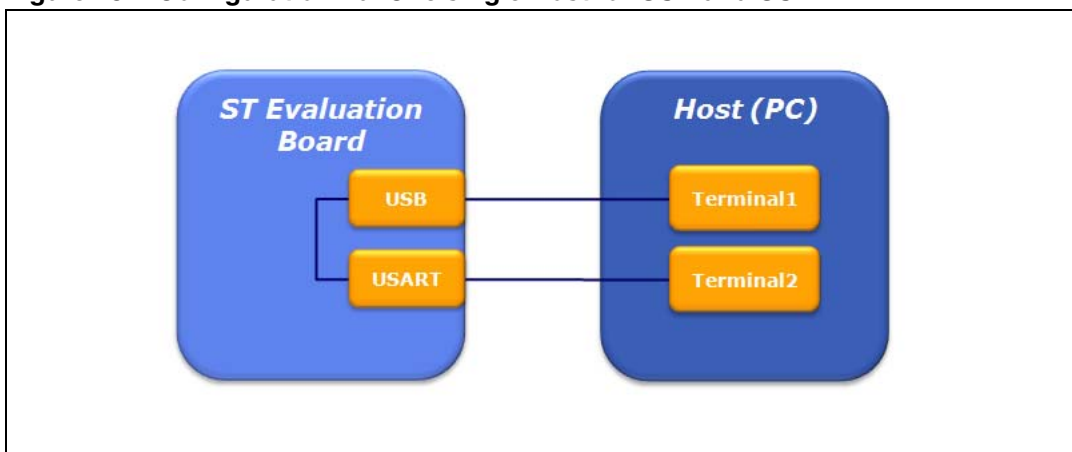 ST Evaluation
Board
Host (PC)
USB
Terminal1
USART
Terminal2